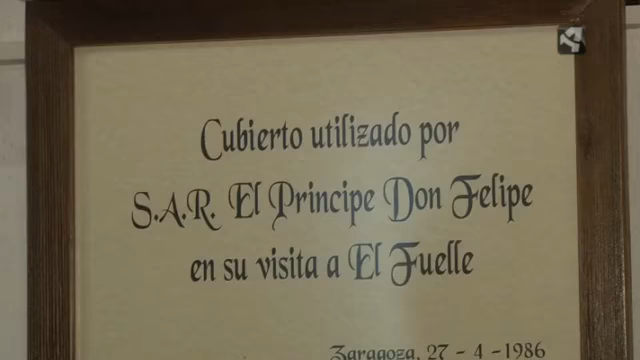 Cubierto utilizado por
S.A.R. El Principe Don Felipe
en su visita a El Fuelle
Zaragoza, 27 - 4 - 1986